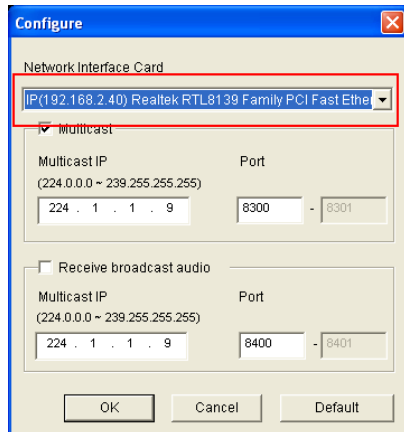 Configure
Network Interface Card
IP(192.168.2.40) Realtek RTL8139 Family PCI Fast Ether
Multicast
Multicast IP Port
(224.0.0.0 ~ 239.255.255.255)
224 . 1 . 1 . 9 8300 - 8301
Receive broadcast audio
Multicast IP Port
(224.0.0.0 ~ 239.255.255.255)
224 . 1 . 1 . 9 8400 - 8401
OK Cancel Default